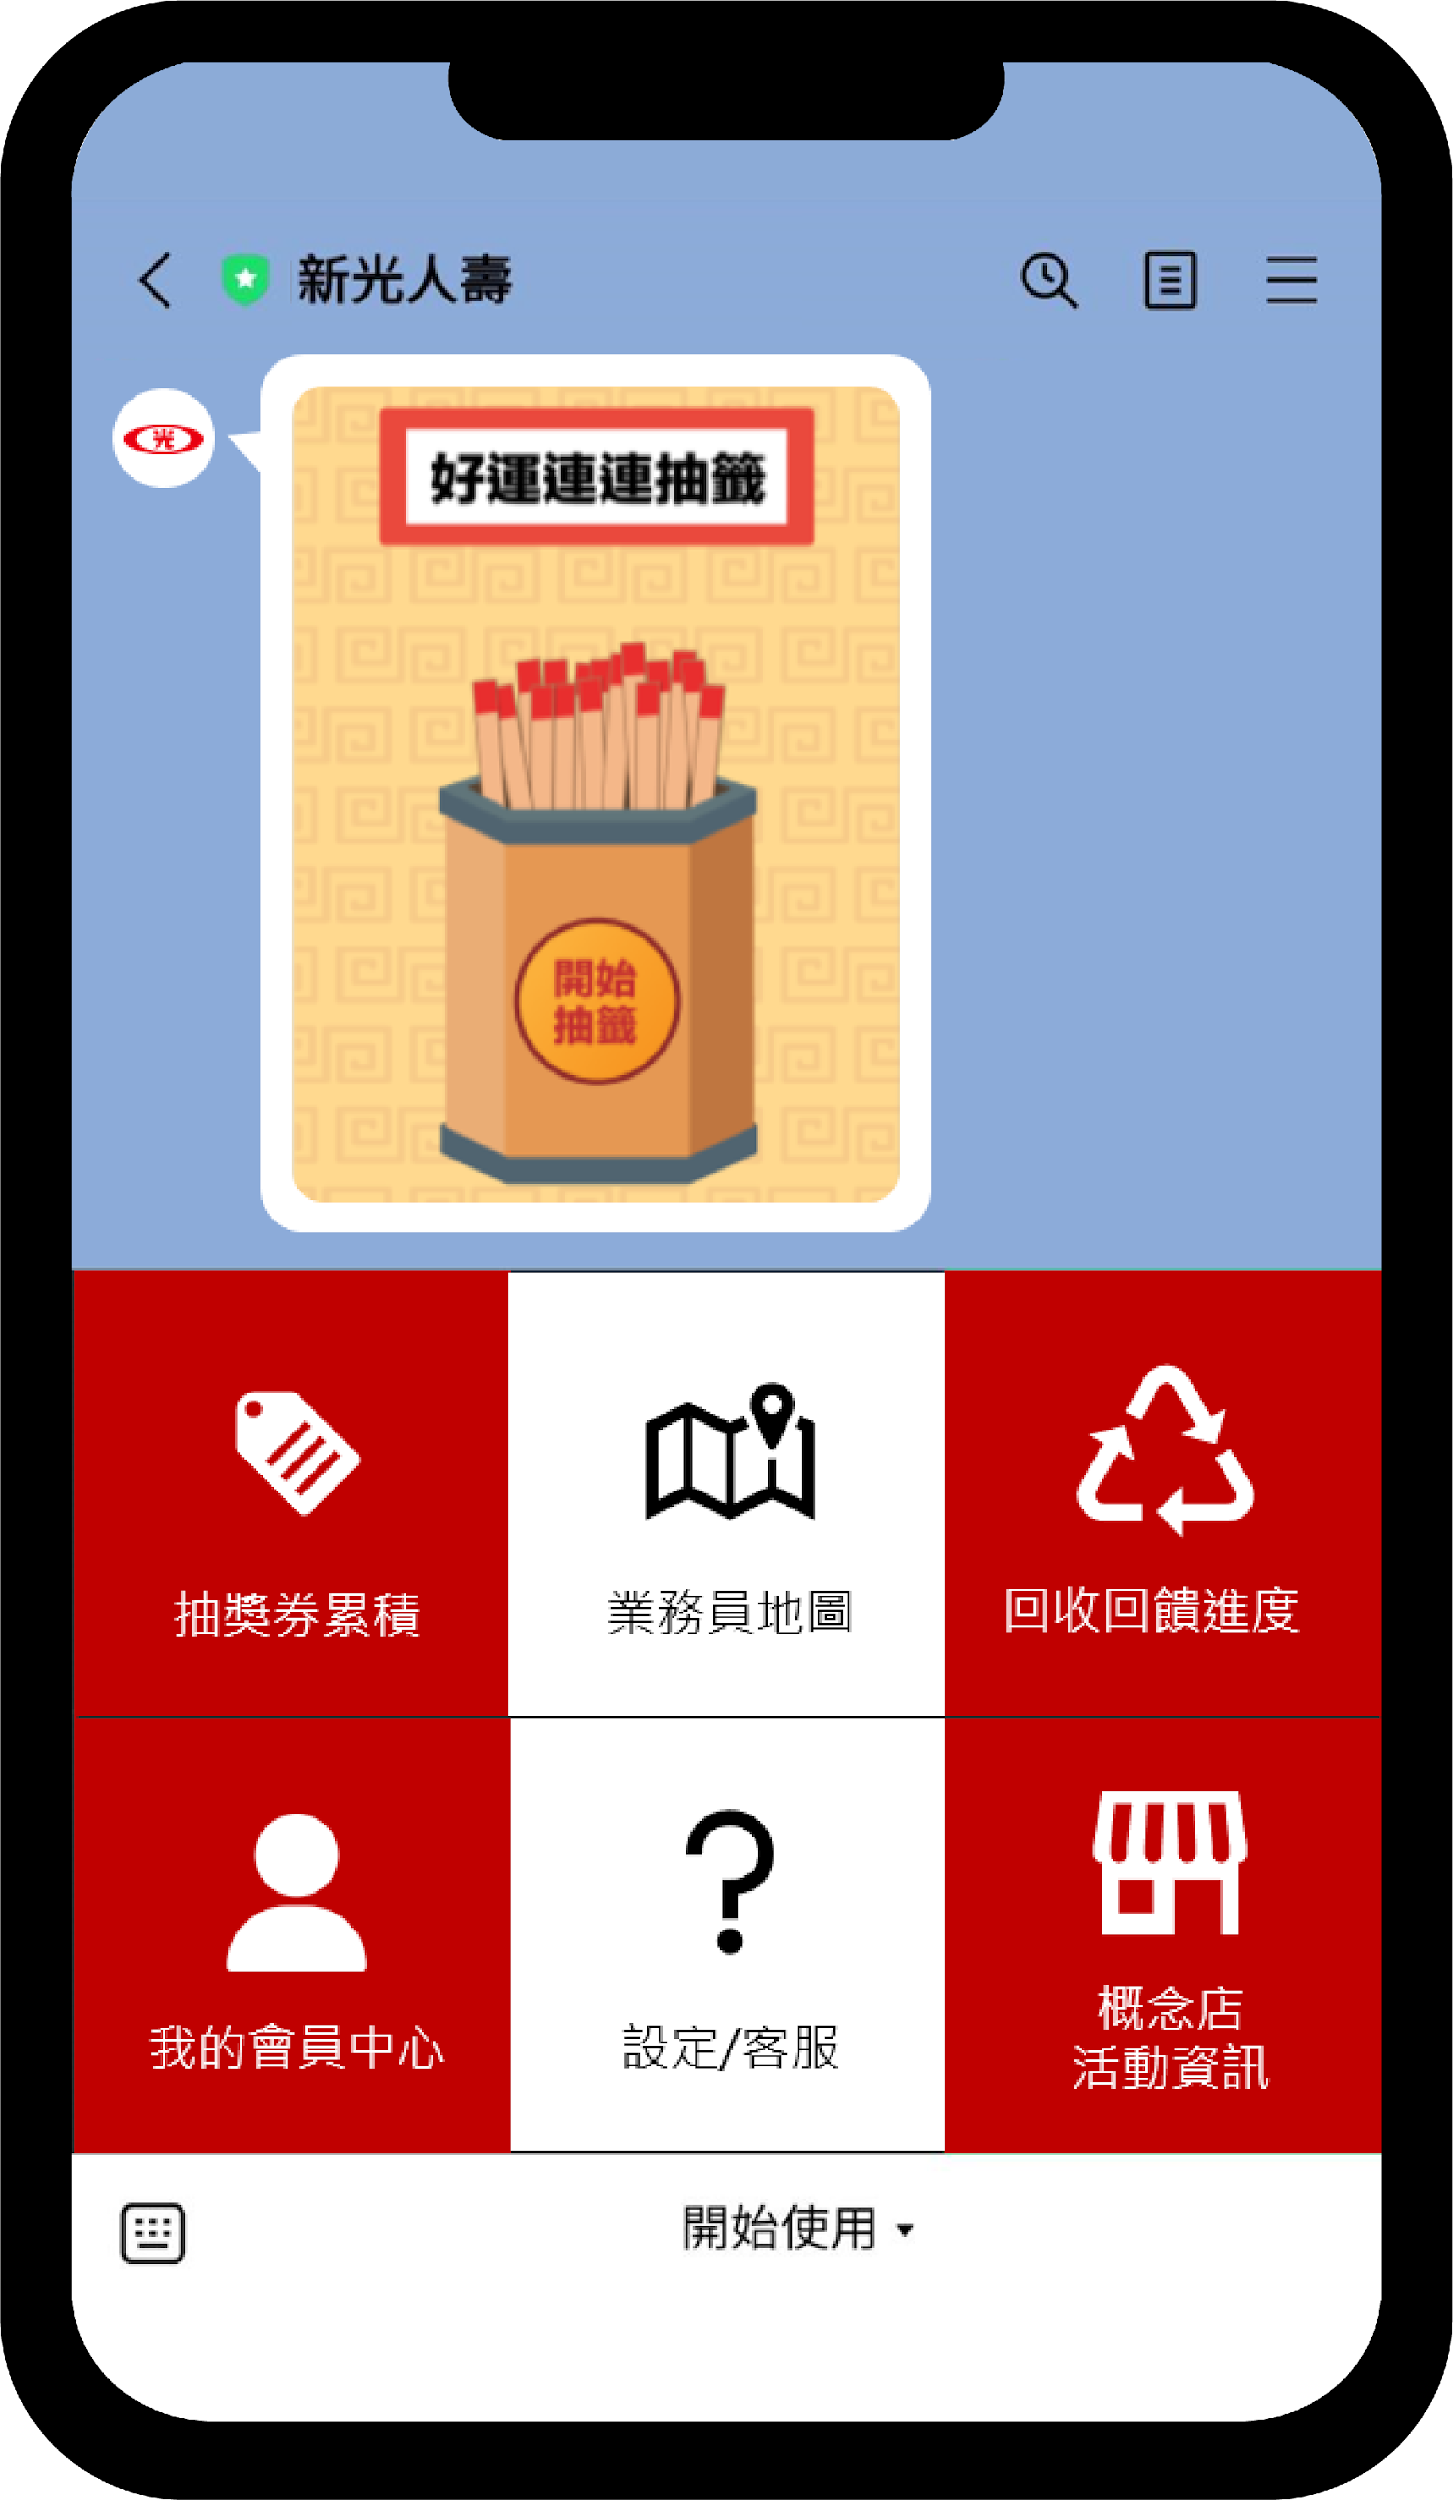 新光人壽
光
好運連連抽籤
開始
抽籤
抽獎券累積
業務員地圖
回收回饋進度
我的會員中心
設定/客服
概念店
活動資訊
開始使用